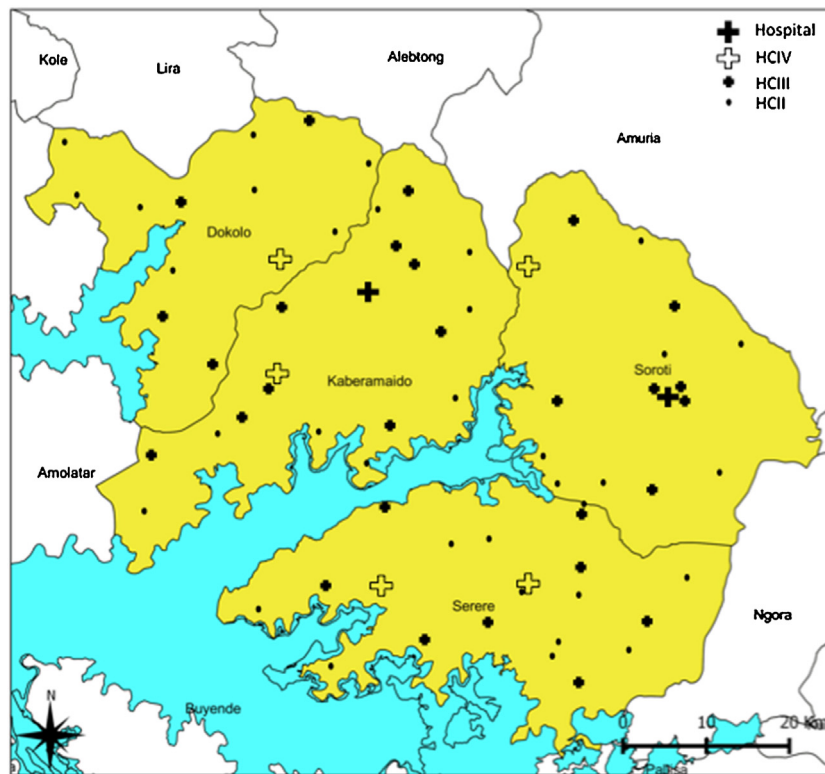 Hospital
HCIV
HCIII
HCII
Kole
Lira
Alebtong
Amuria
Dokolo
Kaberamaido
Soroti
Amolatar
Serere
Ngora
Buyende
N
0 10 20